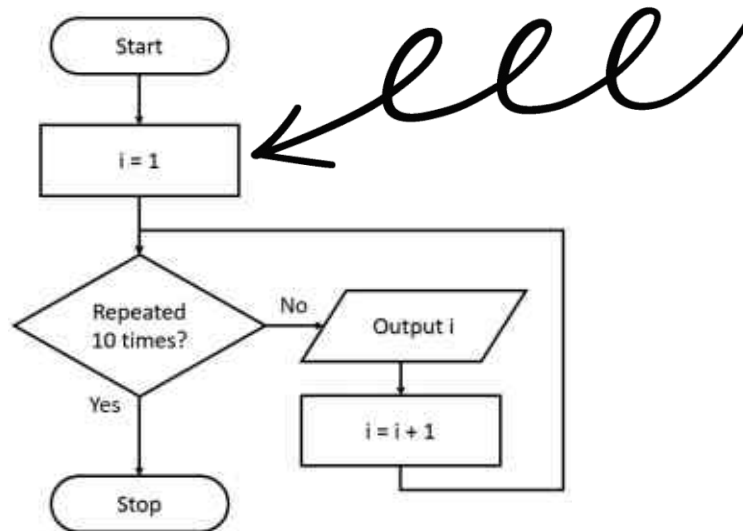 Start
i = 1
Repeated
10 times?
No
Output i
Yes
i = i + 1
Stop